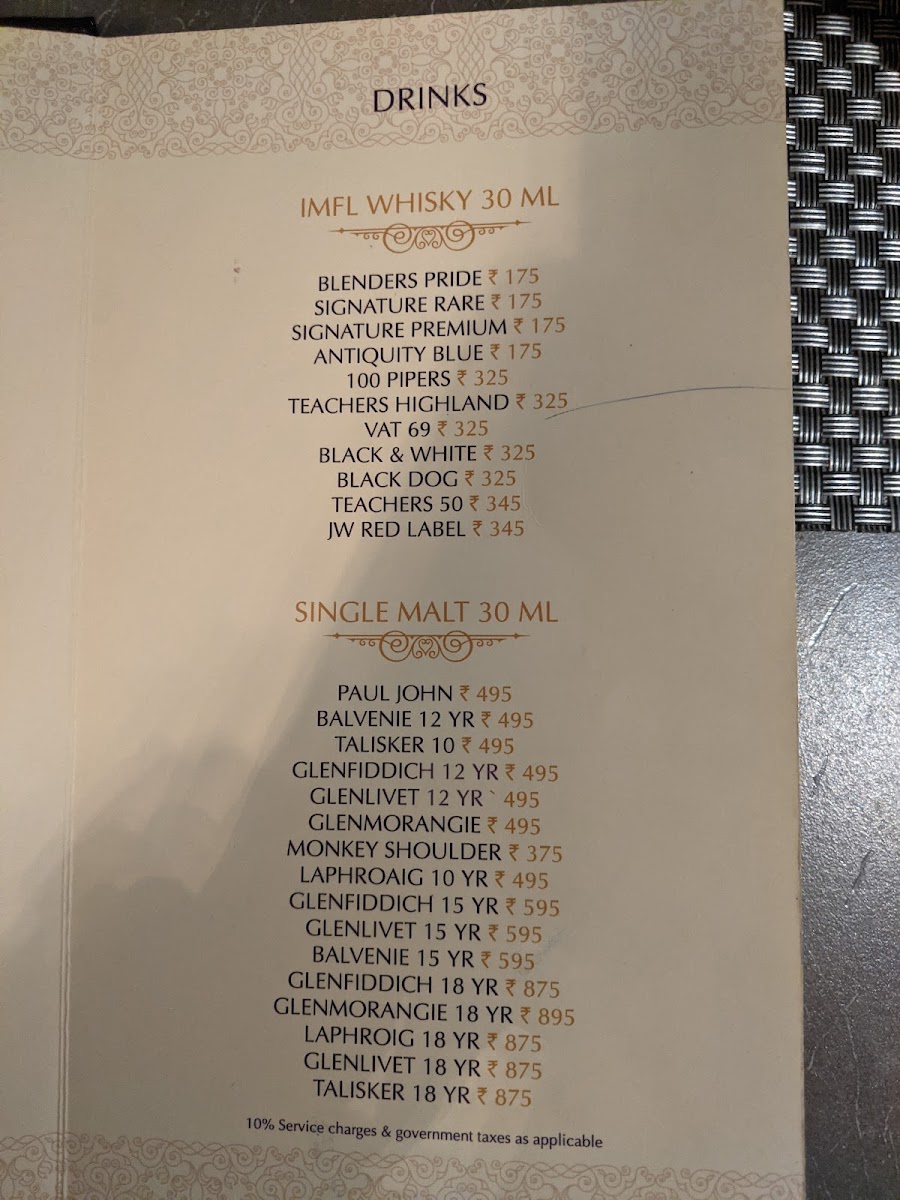 DRINKS
IMFL WHISKY 30 ML
BLENDERS PRIDE ₹ 175
SIGNATURE RARE ₹ 175
SIGNATURE PREMIUM ₹ 175
ANTIQUITY BLUE ₹ 175
100 PIPERS ₹ 325
TEACHERS HIGHLAND ₹ 325
VAT 69 ₹ 325
BLACK & WHITE ₹ 325
BLACK DOG ₹ 325
TEACHERS 50 ₹ 345
JW RED LABEL ₹ 345
SINGLE MALT 30 ML
PAUL JOHN ₹ 495
BALVENIE 12 YR ₹ 495
TALISKER 10 ₹ 495
GLENFIDDICH 12 YR ₹ 495
GLENLIVET 12 YR ` 495
GLENMORANGIE ₹ 495
MONKEY SHOULDER ₹ 375
LAPHROAIG 10 YR ₹ 495
GLENFIDDICH 15 YR ₹ 595
GLENLIVET 15 YR ₹ 595
BALVENIE 15 YR ₹ 595
GLENFIDDICH 18 YR ₹ 875
GLENMORANGIE 18 YR ₹ 895
LAPHROIG 18 YR ₹ 875
GLENLIVET 18 YR ₹ 875
TALISKER 18 YR ₹ 875
10% Service charges & government taxes as applicable